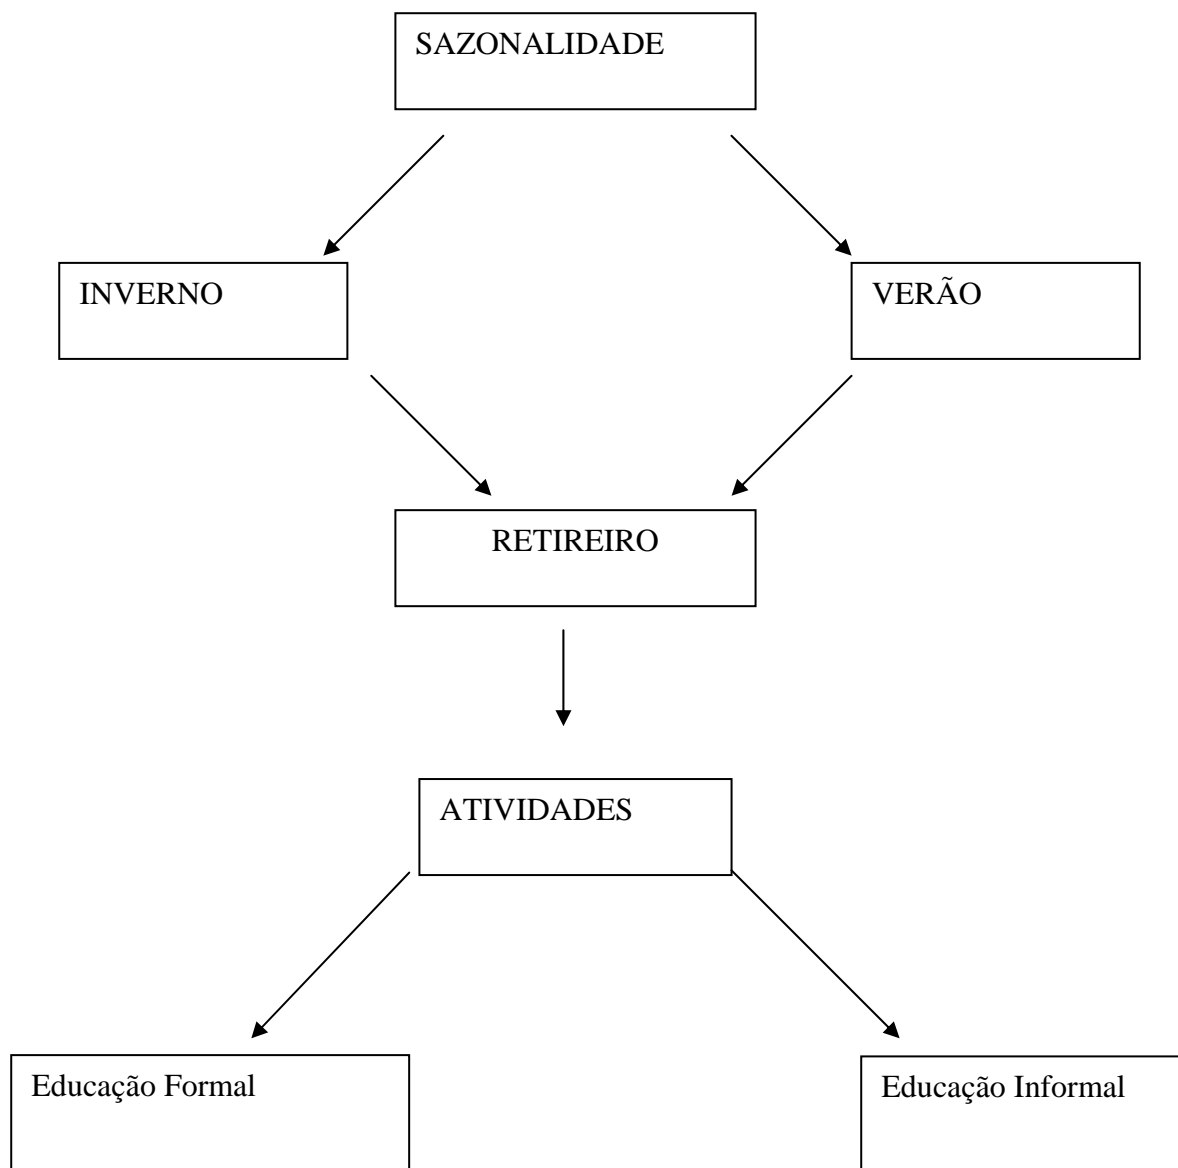 SAZONALIDADE
INVERNO
VERÃO
RETIREIRO
ATIVIDADES
Educação Formal
Educação Informal